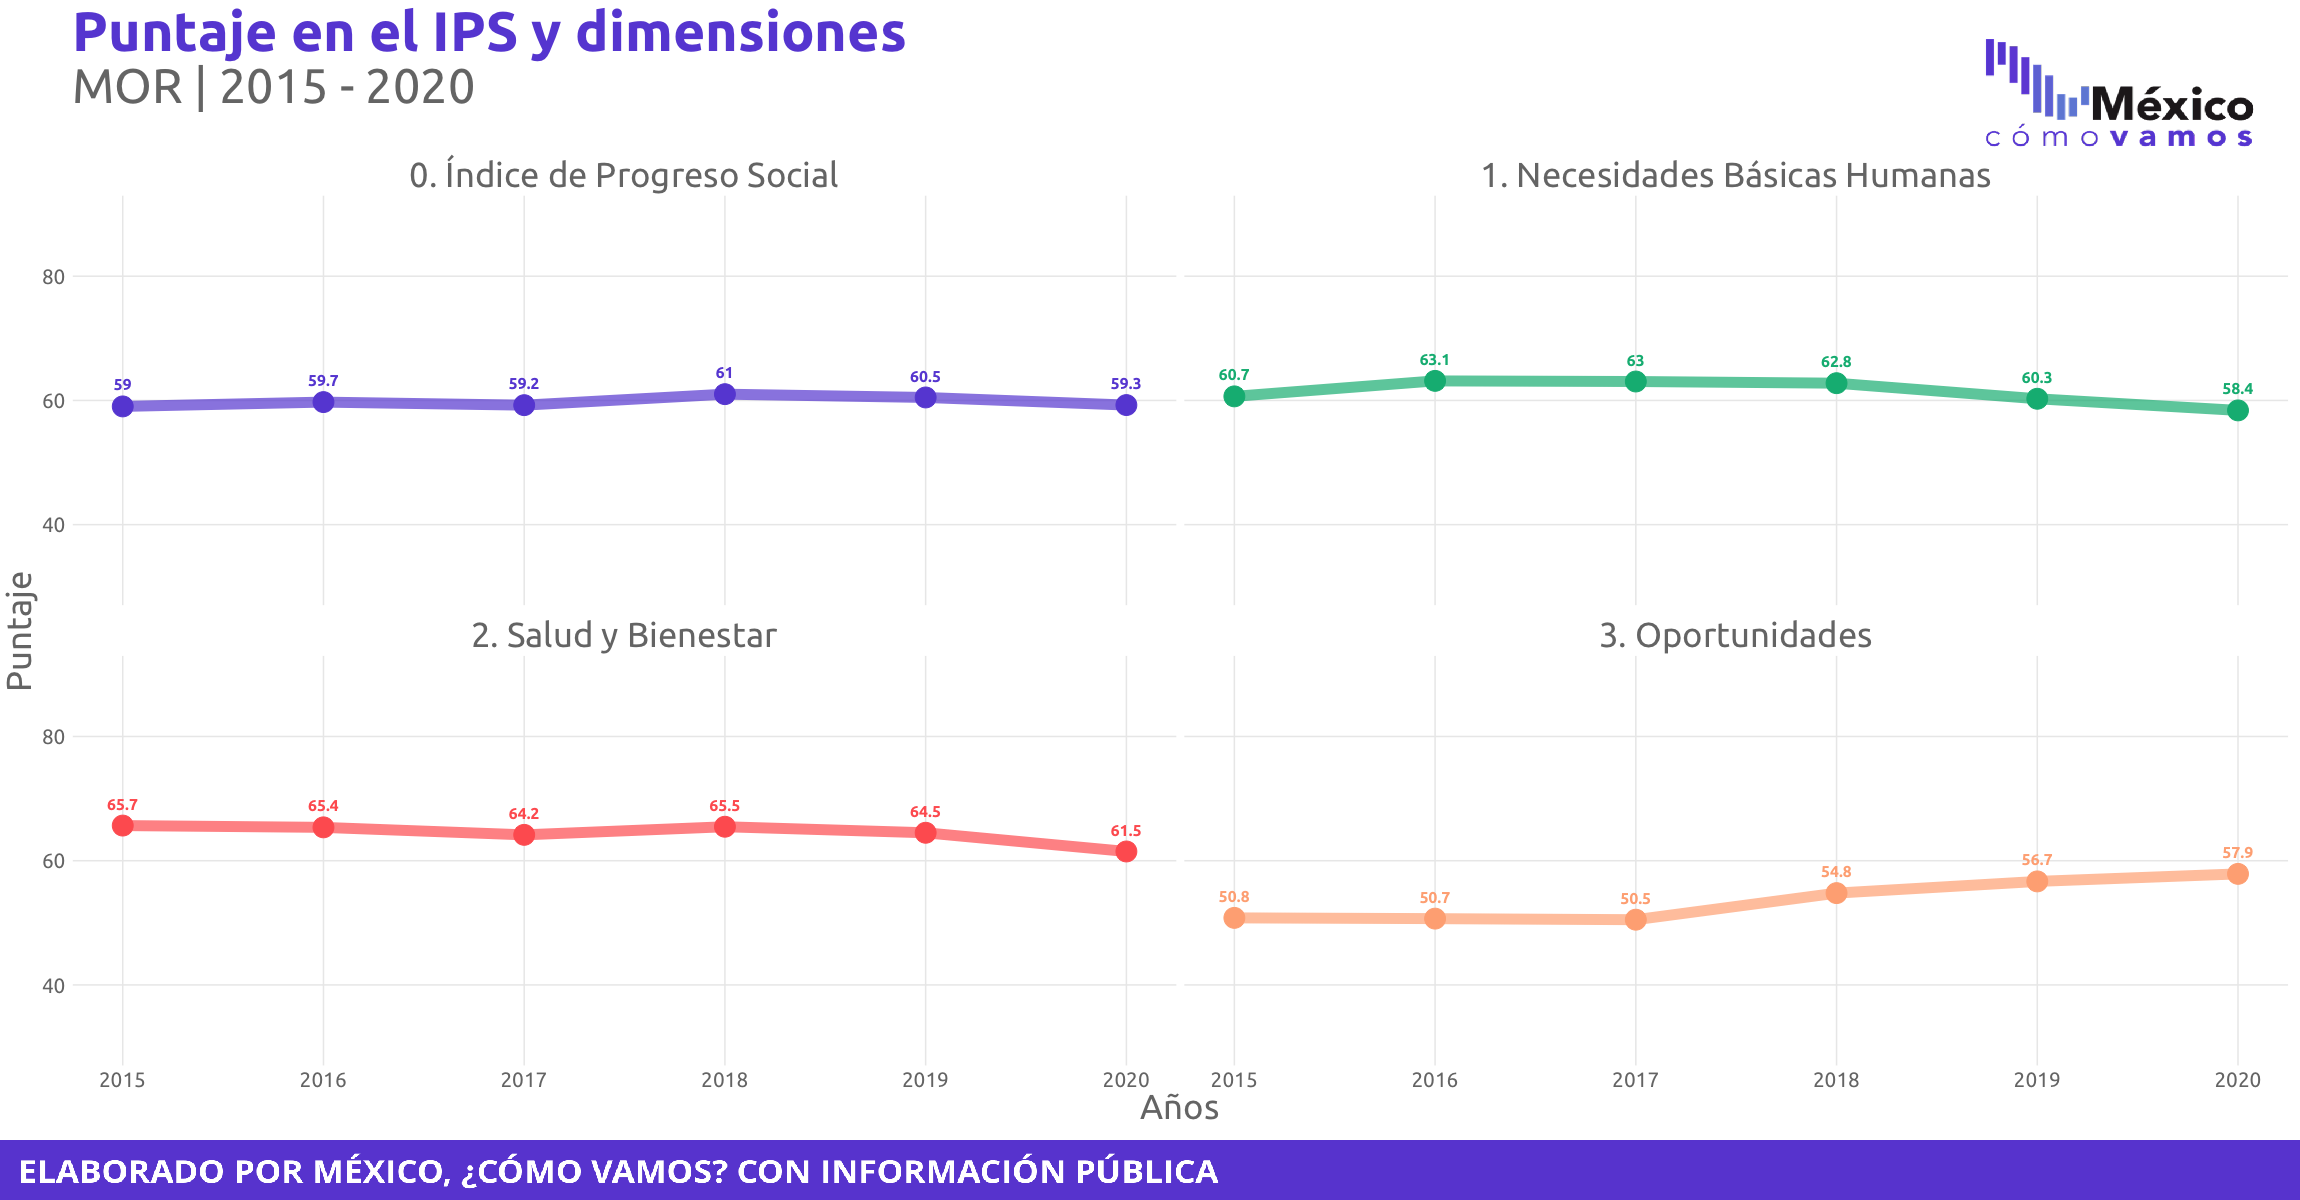 Puntaje en el IPS y dimensiones
MOR | 2015 - 2020
México
cómovamos
0. Índice de Progreso Social
1. Necesidades Básicas Humanas
80
60
40
59
59.7
59.2
61
60.5
59.3
60.7
63.1
63
62.8
60.3
58.4
Puntaje
2. Salud y Bienestar
3. Oportunidades
80
60
40
65.7
65.4
64.2
65.5
64.5
61.5
50.8
50.7
50.5
54.8
56.7
57.9
2015 2016 2017 2018 2019 2020 2015 2016 2017 2018 2019 2020
Años
ELABORADO POR MÉXICO, ¿CÓMO VAMOS? CON INFORMACIÓN PÚBLICA